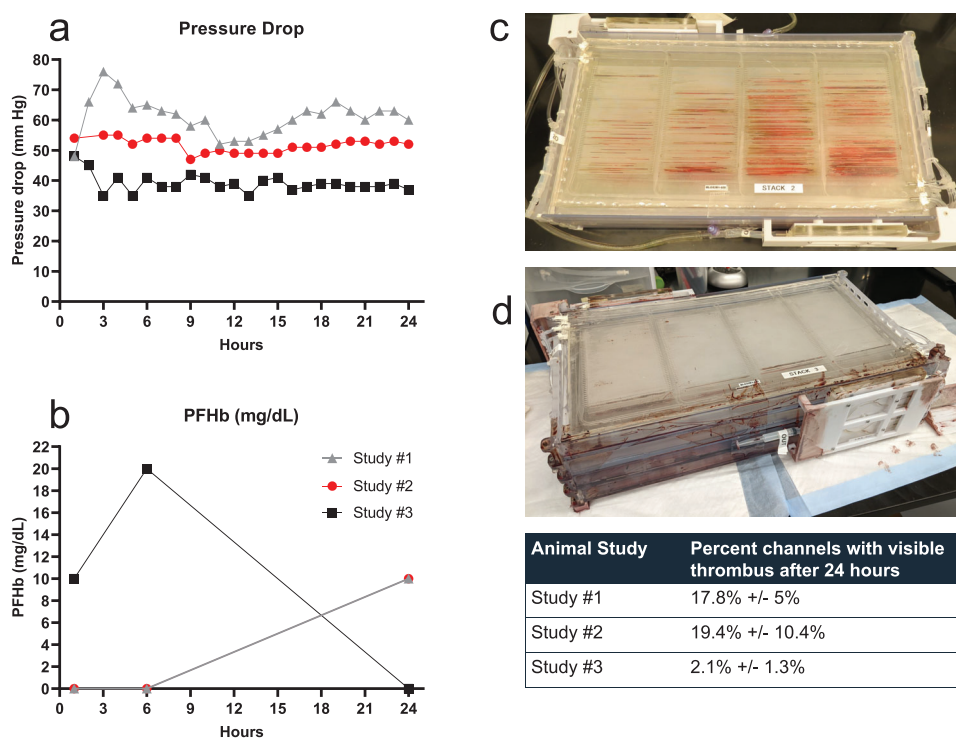 a
Pressure Drop
Pressure drop (mm Hg)
80
70
60
50
40
30
20
10
0
0 3 6 9 12 15 18 21 24
Hours
b
PFHb (mg/dL)
PFHb (mg/dL)
22
20
18
16
14
12
10
8
6
4
2
0
0 3 6 9 12 15 18 21 24
Hours
Study #1
Study #2
Study #3
c
STACK 2
d
OUT
Animal Study Percent channels with visible
thrombus after 24 hours
Study #1 17.8% +/- 5%
Study #2 19.4% +/- 10.4%
Study #3 2.1% +/- 1.3%